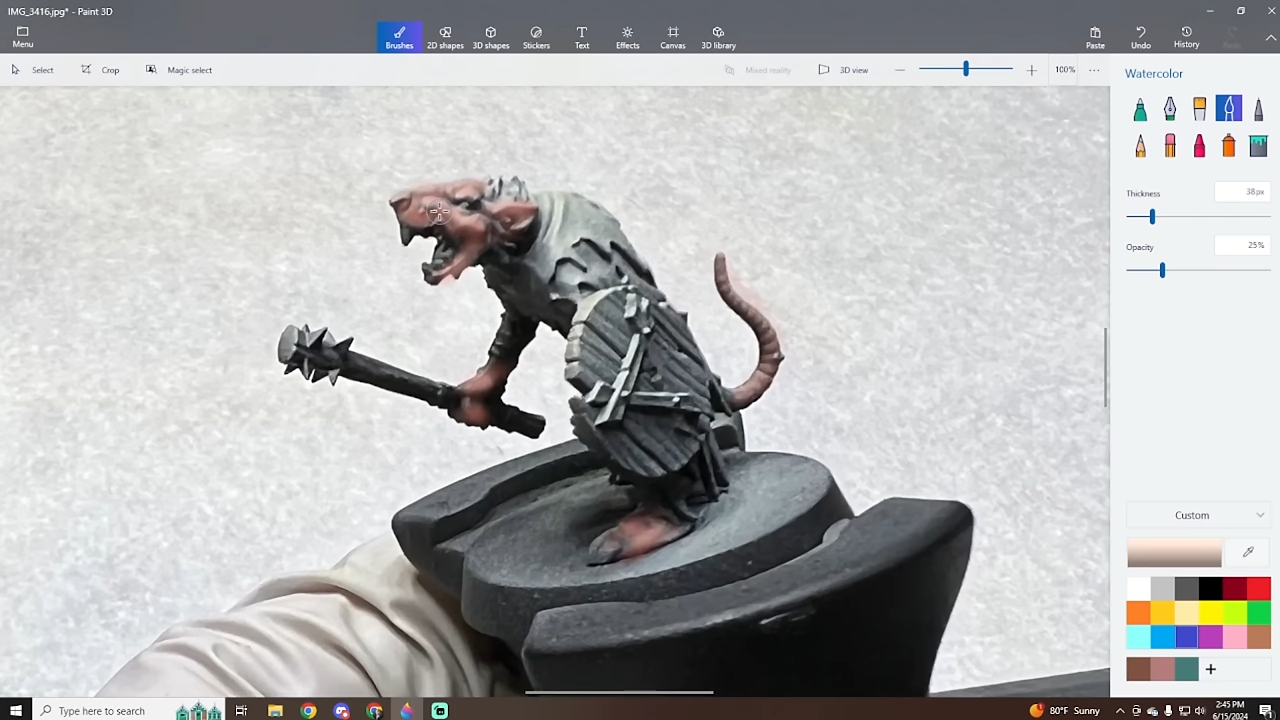 IMG_3416.jpg* - Paint 3D
Menu
Brushes
2D shapes
3D shapes
Stickers
Text
Effects
Canvas
3D library
Paste
Undo
History
Select
Crop
Magic select
Mixed reality
3D view
100%
Watercolor
Thickness
38px
Opacity
25%
Custom
Type here to search
80°F Sunny
2:45 PM
6/15/2024